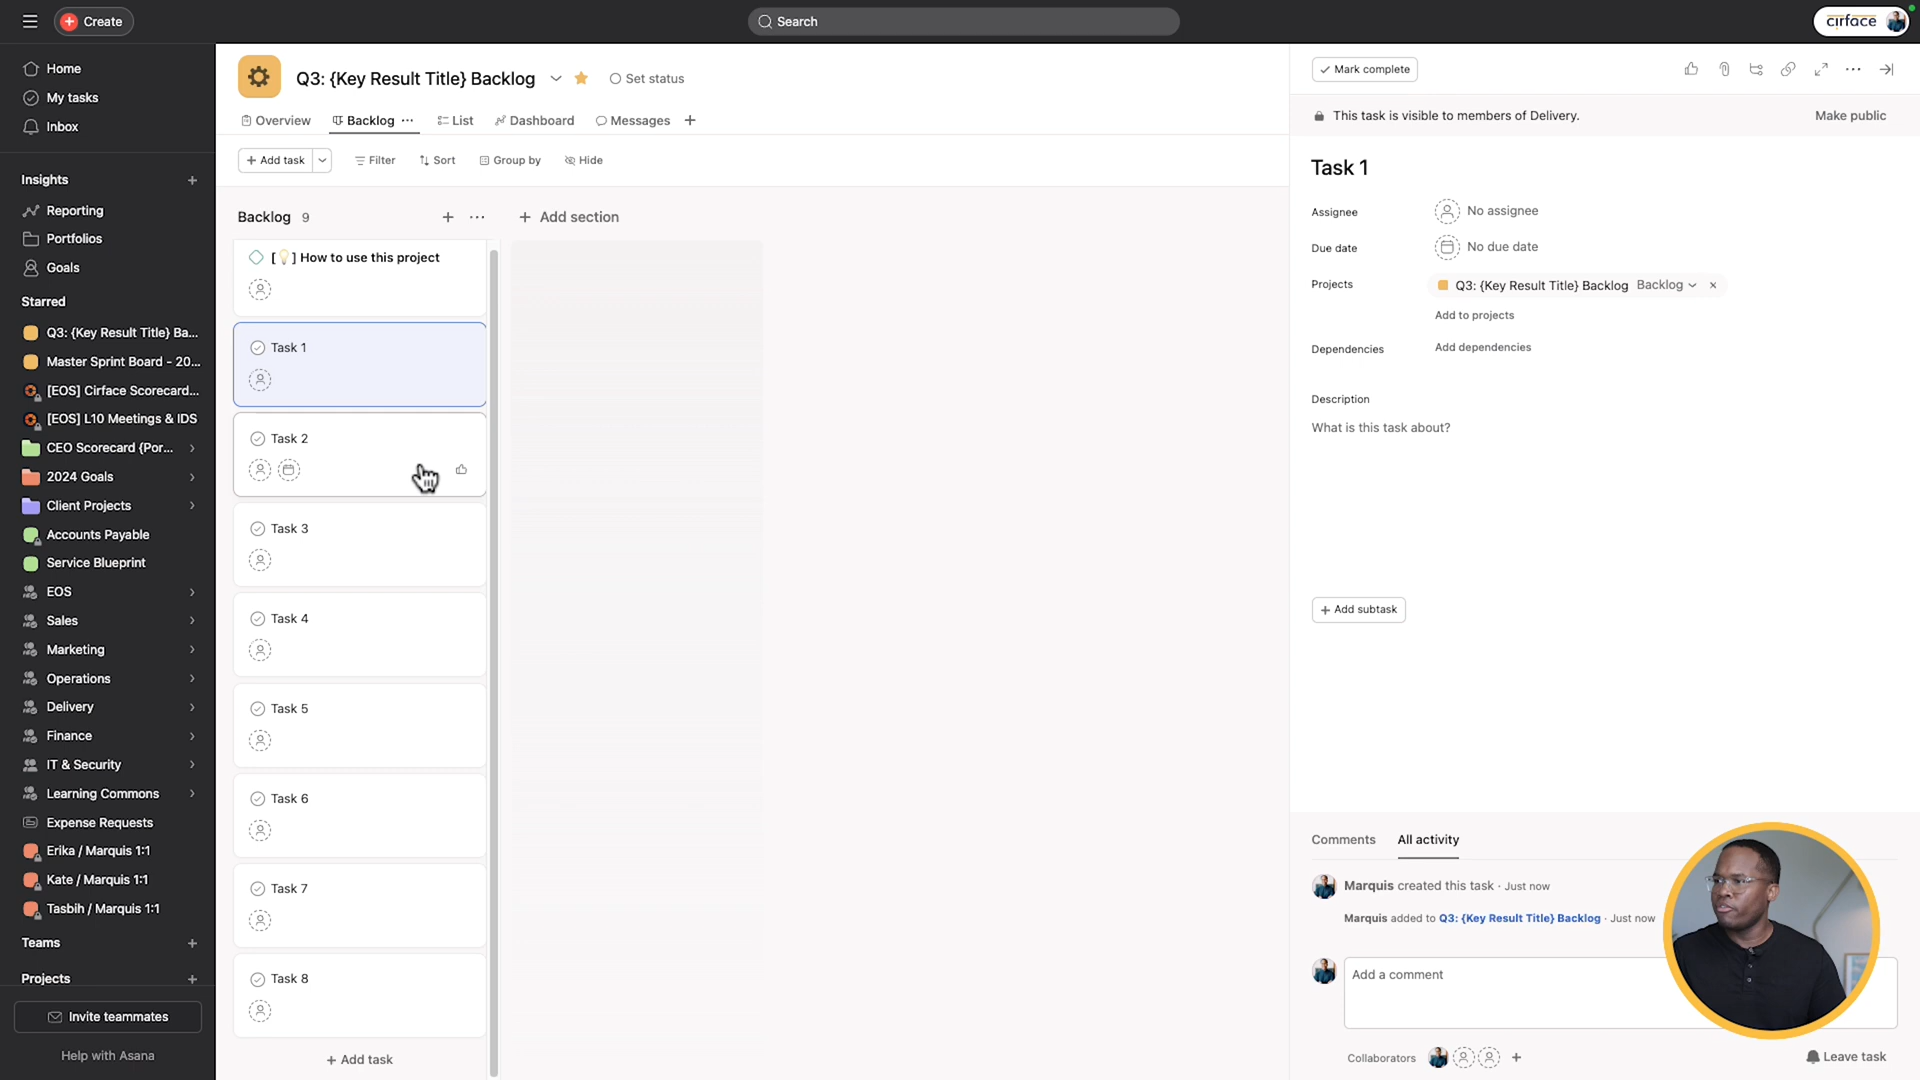 Create
Search
cirface
Home
My tasks
Inbox
Insights
Reporting
Portfolios
Goals
Starred
Q3: {Key Result Title} Ba...
Master Sprint Board - 20...
[EOS] Cirface Scorecard...
[EOS] L10 Meetings & IDS
CEO Scorecard {Por...
2024 Goals
Client Projects
Accounts Payable
Service Blueprint
EOS
Sales
Marketing
Operations
Delivery
Finance
IT & Security
Learning Commons
Expense Requests
Erika / Marquis 1:1
Kate / Marquis 1:1
Tasbih / Marquis 1:1
Teams
Projects
Invite teammates
Help with Asana
Q3: {Key Result Title} Backlog
Set status
Overview
Backlog
List
Dashboard
Messages
Add task
Filter
Sort
Group by
Hide
Backlog 9
Add section
[💡] How to use this project
Task 1
Task 2
Task 3
Task 4
Task 5
Task 6
Task 7
Task 8
Add task
Mark complete
This task is visible to members of Delivery.
Make public
Task 1
Assignee
No assignee
Due date
No due date
Projects
Q3: {Key Result Title} Backlog Backlog
Add to projects
Dependencies
Add dependencies
Description
What is this task about?
Add subtask
Comments
All activity
Marquis created this task · Just now
Marquis added to Q3: {Key Result Title} Backlog · Just now
Add a comment
Collaborators
Leave task